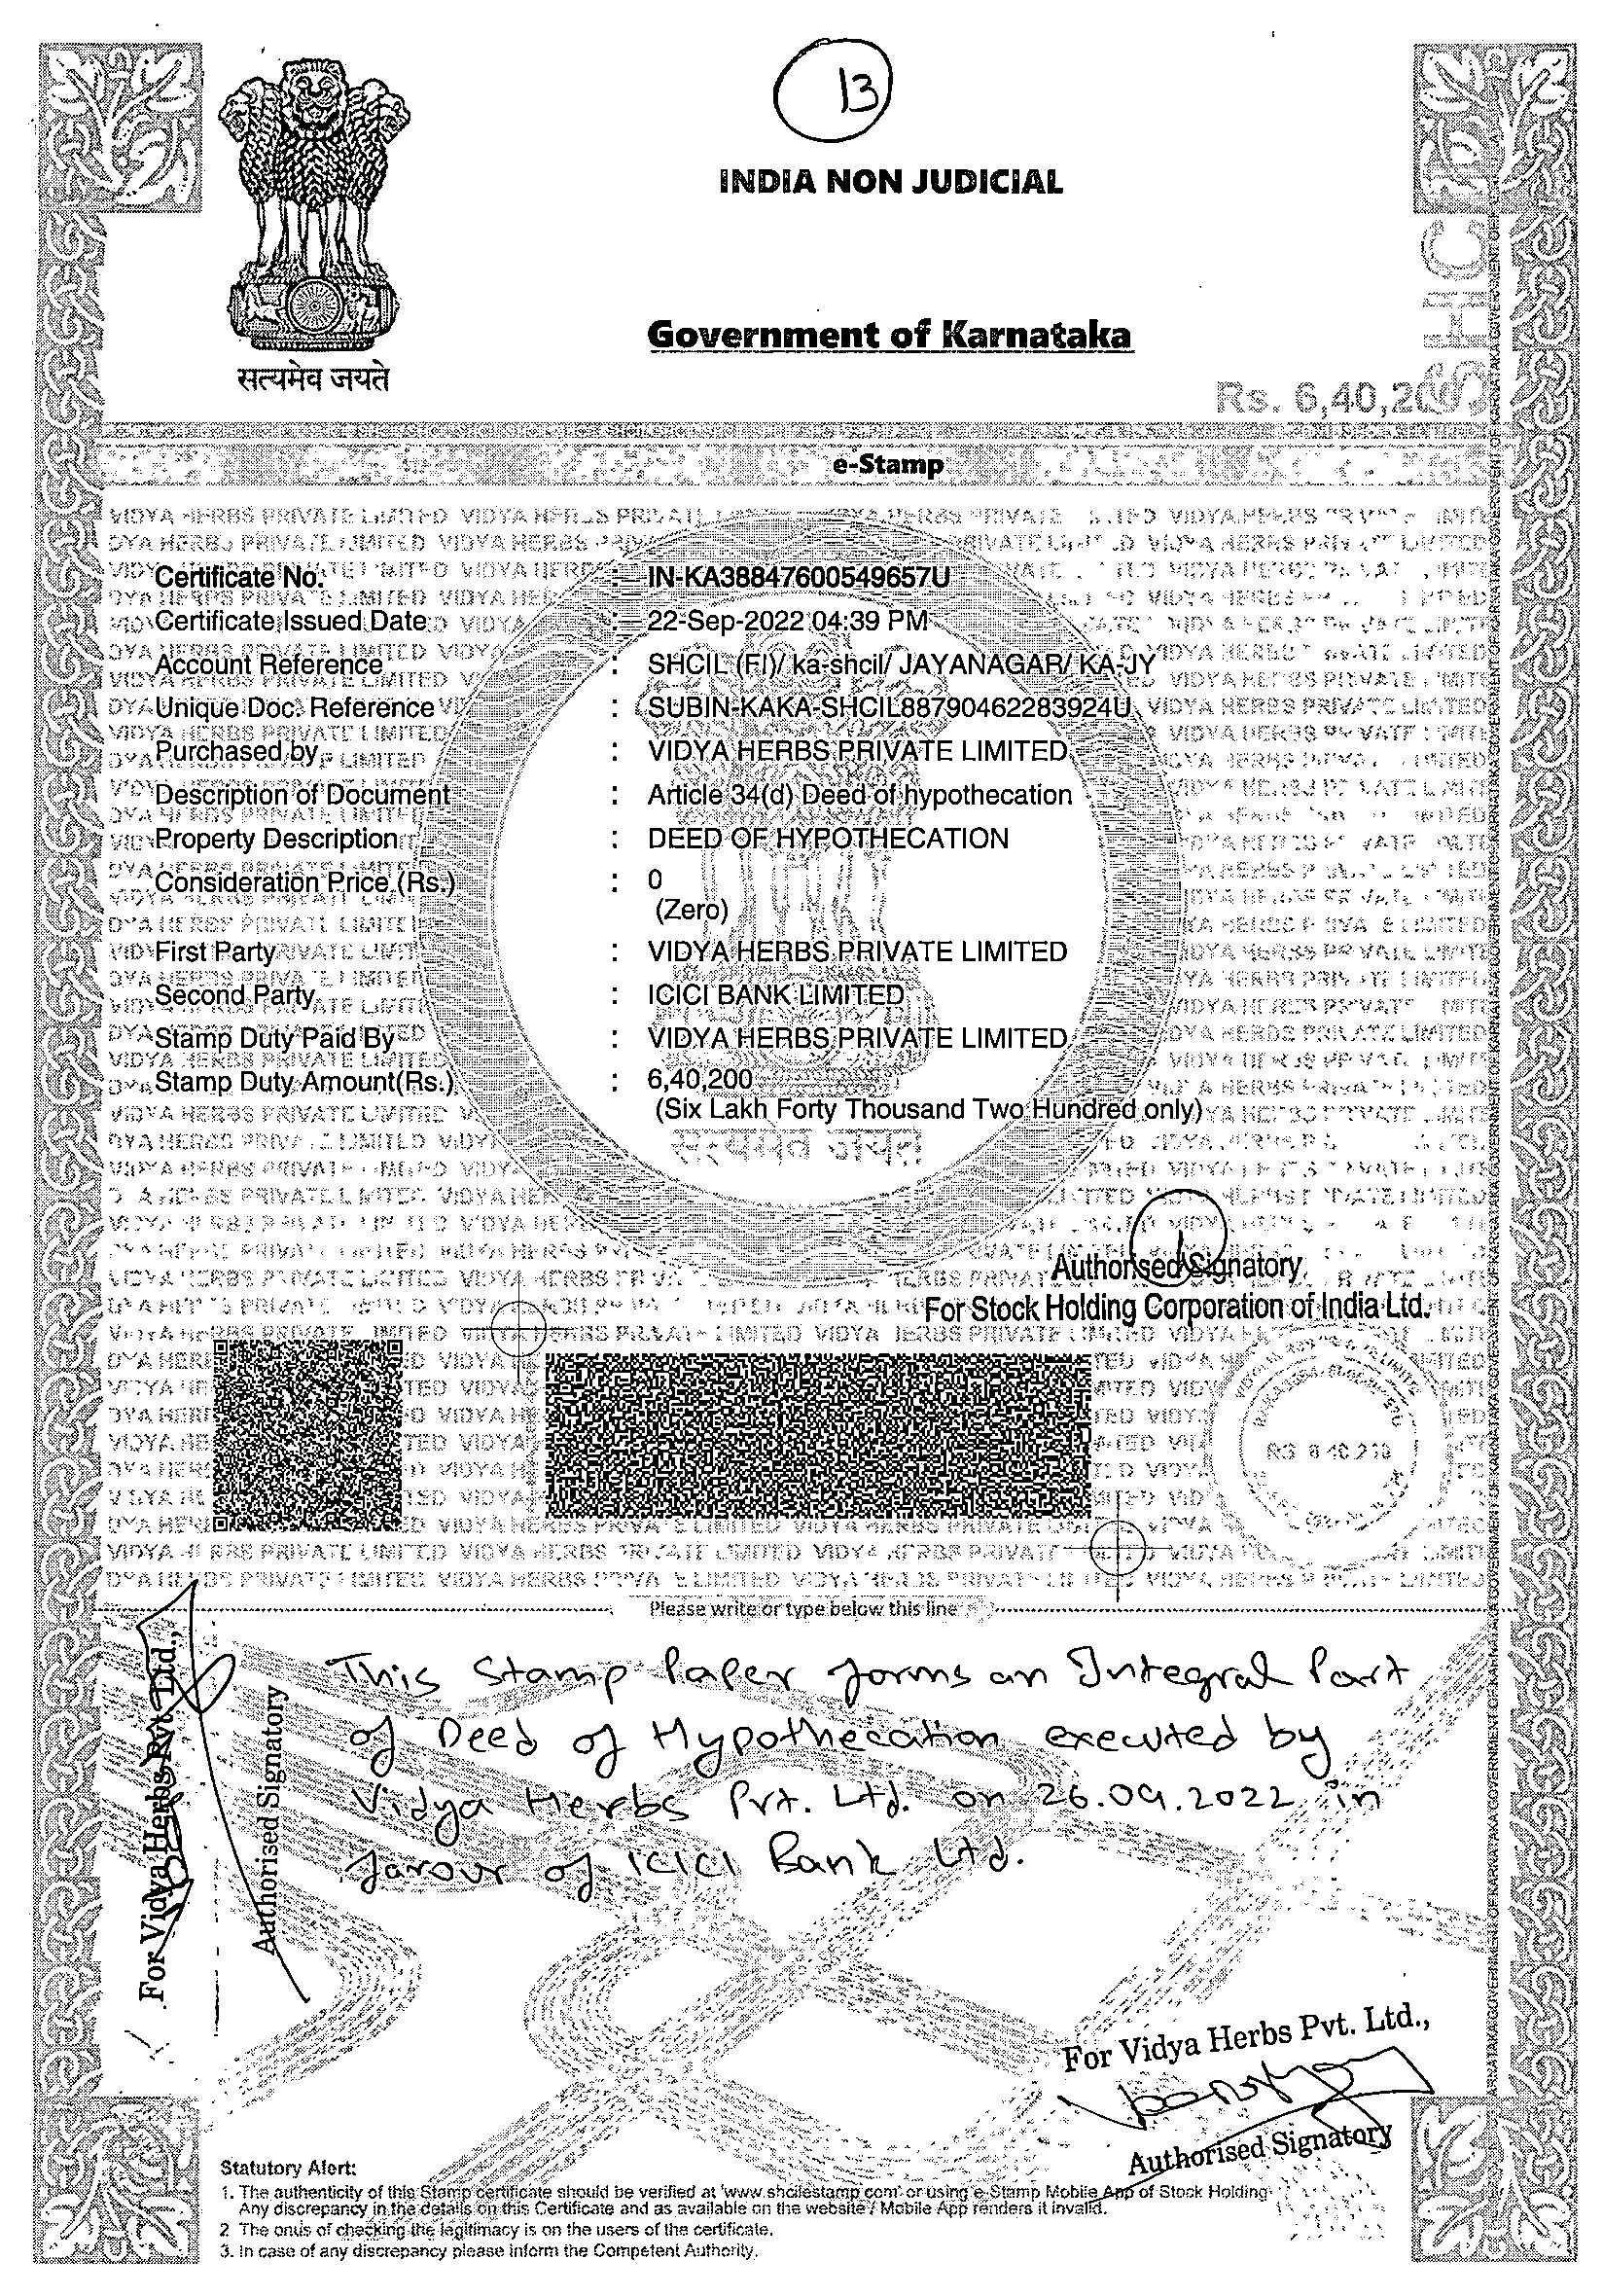 13
INDIA NON JUDICIAL
सत्यमेव जयते
Government of Karnataka
SHC
Rs. 6,40,200
e-Stamp
Certificate No. : IN-KA38847600549657U
Certificate Issued Date : 22-Sep-2022 04:39 PM
Account Reference : SHCIL (FI)/ ka-shcil/ JAYANAGAR/ KA-JY
Unique Doc. Reference : SUBIN-KAKA-SHCIL88790462283924U
Purchased by : VIDYA HERBS PRIVATE LIMITED
Description of Document : Article 34(d) Deed of hypothecation
Property Description : DEED OF HYPOTHECATION
Consideration Price (Rs.) : 0
(Zero)
First Party : VIDYA HERBS PRIVATE LIMITED
Second Party : ICICI BANK LIMITED
Stamp Duty Paid By : VIDYA HERBS PRIVATE LIMITED
Stamp Duty Amount(Rs.) : 6,40,200
(Six Lakh Forty Thousand Two Hundred only)
सत्यमेव जयते
Authorised Signatory
For Stock Holding Corporation of India Ltd.
Please write or type below this line
This Stamp Paper forms an Integral Part
of Deed of Hypothecation executed by
Vidya Herbs Pvt. Ltd. on 26.09.2022 in
favour of ICICI Bank Ltd.
For Vidya Herbs Pvt. Ltd.,
Authorised Signatory
For Vidya Herbs Pvt. Ltd.,
Authorised Signatory
Statutory Alert:
1. The authenticity of this Stamp certificate should be verified at 'www.shcilestamp.com' or using e-Stamp Mobile App of Stock Holding.
Any discrepancy in the details on this Certificate and as available on the website / Mobile App renders it invalid.
2. The onus of checking the legitimacy is on the users of the certificate.
3. In case of any discrepancy please inform the Competent Authority.